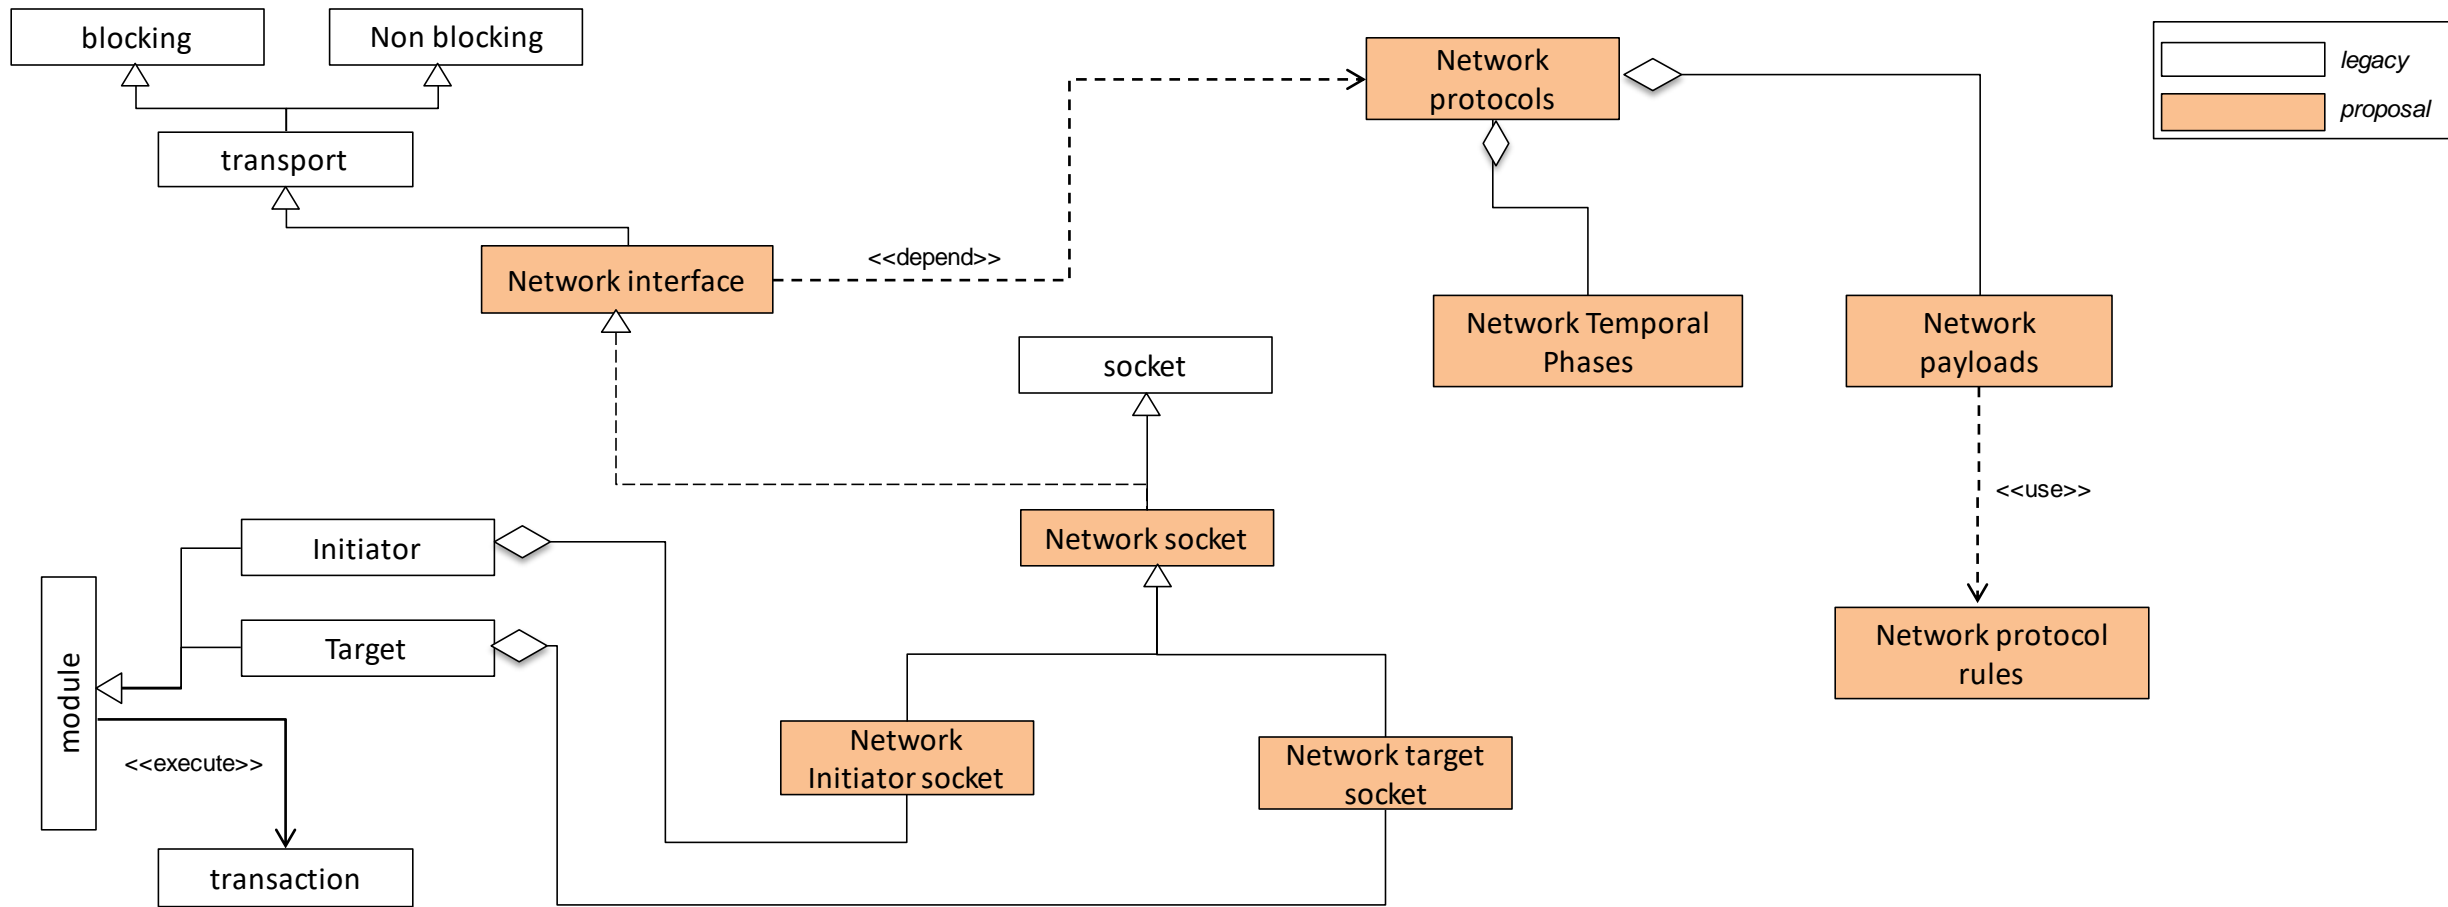 blocking
Non blocking
transport
Network interface
<<depend>>
Network
protocols
legacy
proposal
Network Temporal
Phases
Network
payloads
<<use>>
Network protocol
rules
socket
Network socket
Initiator
Target
module
<<execute>>
transaction
Network
Initiator socket
Network target
socket